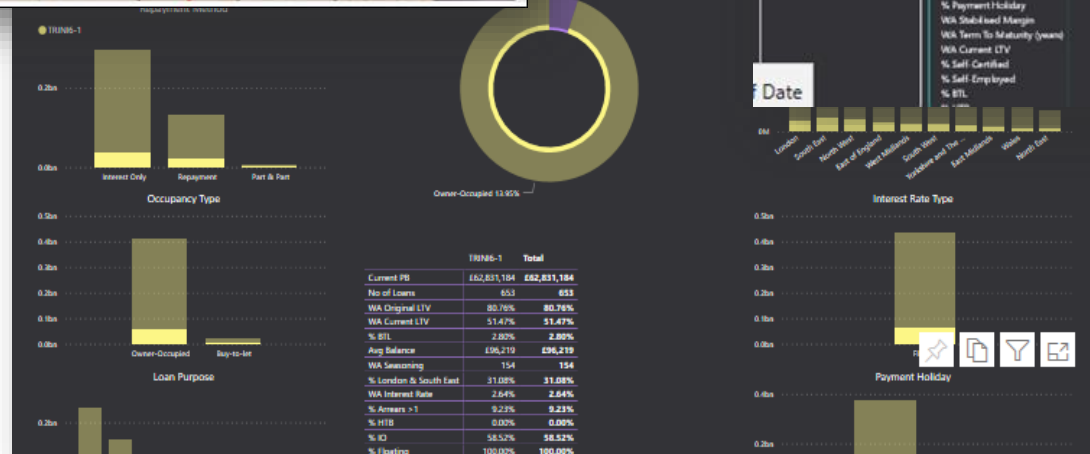 Repayment Method
TRINI6-1
0.2bn
0.0bn
Interest Only
Repayment
Part & Part
Occupancy Type
0.5bn
0.4bn
0.3bn
0.2bn
0.1bn
0.0bn
Owner-Occupied
Buy-to-let
Loan Purpose
0.2bn
Owner-Occupied 13.95%
TRINI6-1 Total
Current PB £62,831,184 £62,831,184
No of Loans 653 653
WA Original LTV 80.76% 80.76%
WA Current LTV 51.47% 51.47%
% BTL 2.80% 2.80%
Avg Balance £96,219 £96,219
WA Seasoning 154 154
% London & South East 31.08% 31.08%
WA Interest Rate 2.64% 2.64%
% Arrears >1 9.23% 9.23%
% HTB 0.00% 0.00%
% IO 58.52% 58.52%
% Floating 100.00% 100.00%
% Payment Holiday
WA Stabilised Margin
WA Term To Maturity (years)
WA Current LTV
% Self-Certified
% Self-Employed
% BTL
Date
0M
London
South East
North West
East of England
West Midlands
South West
Yorkshire and The ...
East Midlands
Wales
North East
Interest Rate Type
0.5bn
0.4bn
0.3bn
0.2bn
0.1bn
0.0bn
Payment Holiday
0.4bn
0.2bn